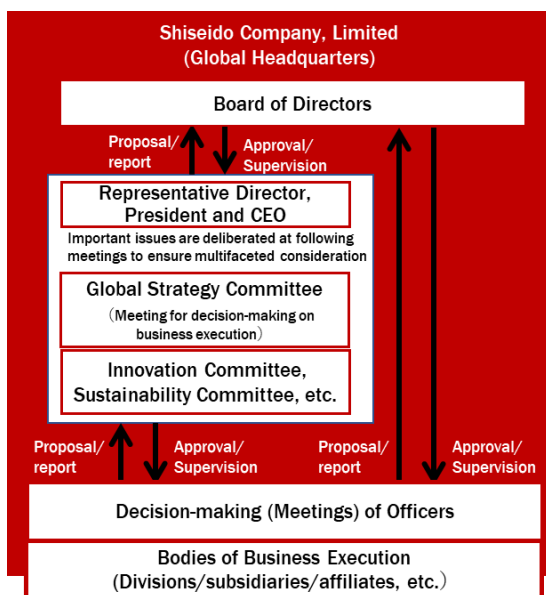 Shiseido Company, Limited
(Global Headquarters)
Board of Directors
Proposal/
report
Approval/
Supervision
Representative Director,
President and CEO
Important issues are deliberated at following
meetings to ensure multifaceted consideration
Global Strategy Committee
（Meeting for decision-making on
business execution）
Innovation Committee,
Sustainability Committee, etc.
Proposal/
report
Approval/
Supervision
Proposal/
report
Approval/
Supervision
Decision-making (Meetings) of Officers
Bodies of Business Execution
(Divisions/subsidiaries/affiliates, etc.）